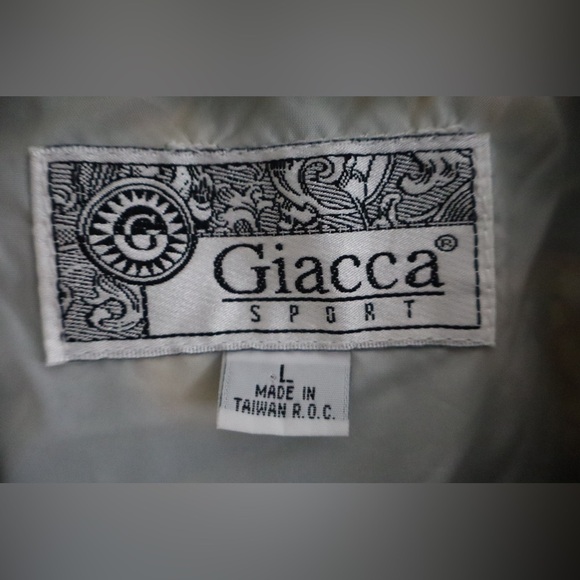 G
Giacca®
SPORT
L
MADE IN
TAIWAN R.O.C.